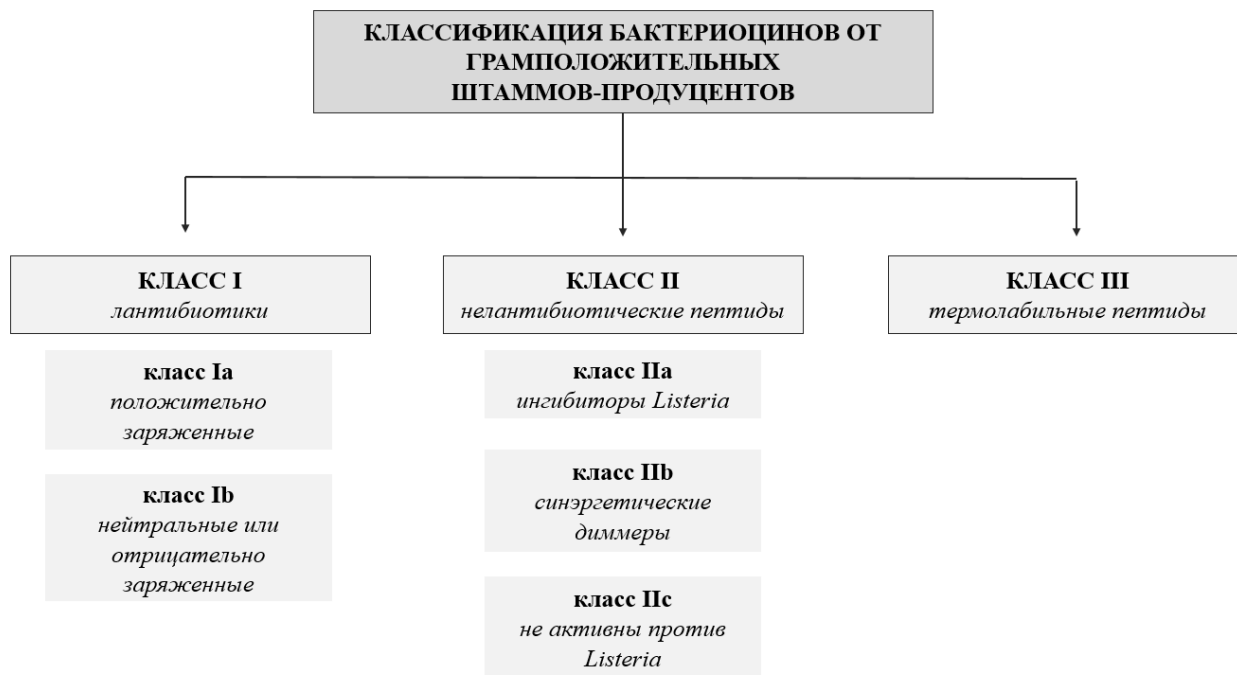 КЛАССИФИКАЦИЯ БАКТЕРИОЦИНОВ ОТ
ГРАМПОЛОЖИТЕЛЬНЫХ
ШТАММОВ-ПРОДУЦЕНТОВ
КЛАСС I
лантибиотики
класс Ia
положительно
заряженные
класс Ib
нейтральные или
отрицательно
заряженные
КЛАСС II
нелантибиотические пептиды
класс IIa
ингибиторы Listeria
класс IIb
синэргетические
диммеры
класс IIc
не активны против
Listeria
КЛАСС III
термолабильные пептиды